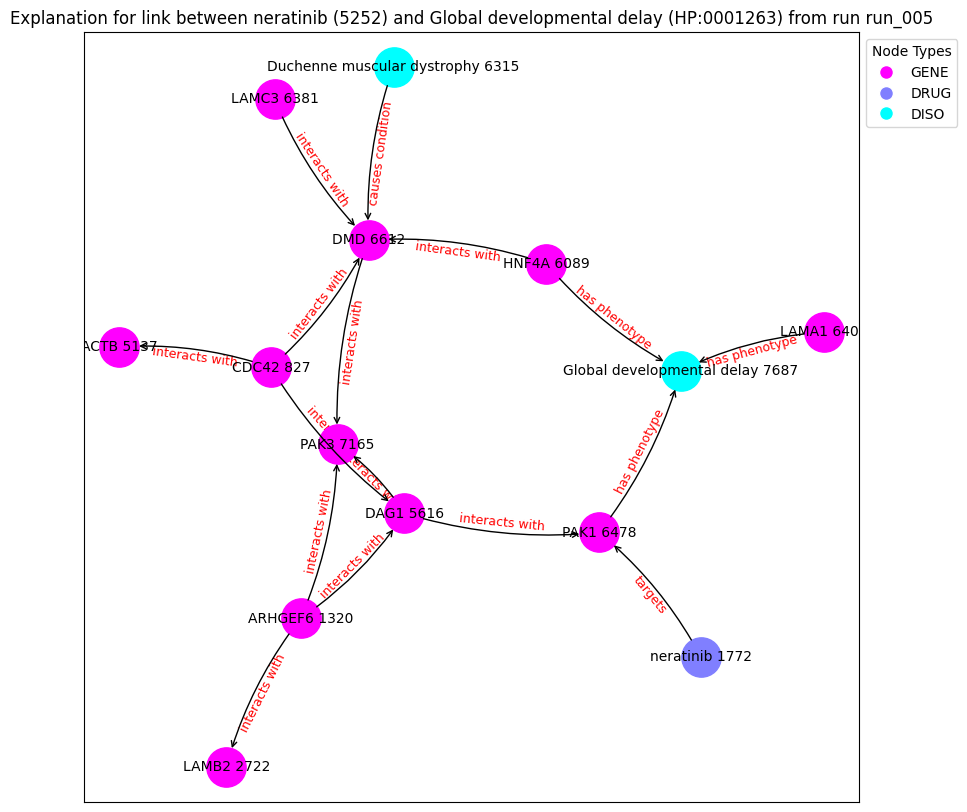 Explanation for link between neratinib (5252) and Global developmental delay (HP:0001263) from run run_005
Node Types
GENE
DRUG
DISO
Duchenne muscular dystrophy 6315
LAMC3 6381
interacts with
causes condition
DMD 6612
interacts with
HNF4A 6089
interacts with
has phenotype
LAMA1 640
has phenotype
ACTB 5137
interacts with
CDC42 827
interacts with
Global developmental delay 7687
PAK3 7165
has phenotype
interacts with
DAG1 5616
interacts with
PAK1 6478
interacts with
targets
ARHGEF6 1320
neratinib 1772
interacts with
LAMB2 2722